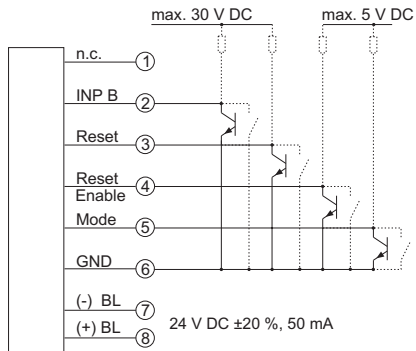 max. 30 V DC
max. 5 V DC
n.c. 1
INP B 2
Reset 3
Reset
Enable 4
Mode 5
GND 6
(-) BL 7
(+) BL 8
24 V DC ±20 %, 50 mA